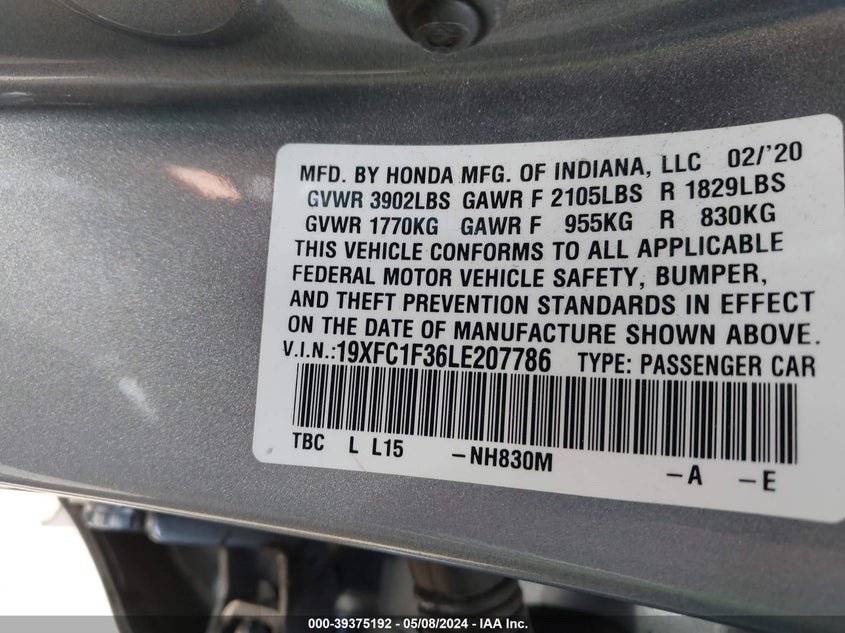 MFD. BY HONDA MFG. OF INDIANA, LLC 02/'20
GVWR 3902LBS GAWR F 2105LBS R 1829LBS
GVWR 1770KG GAWR F 955KG R 830KG
THIS VEHICLE CONFORMS TO ALL APPLICABLE
FEDERAL MOTOR VEHICLE SAFETY, BUMPER,
AND THEFT PREVENTION STANDARDS IN EFFECT
ON THE DATE OF MANUFACTURE SHOWN ABOVE.
V.I.N.:19XFC1F36LE207786 TYPE: PASSENGER CAR
TBC L L15 -NH830M -A -E
000-39375192 - 05/08/2024 - IAA Inc.